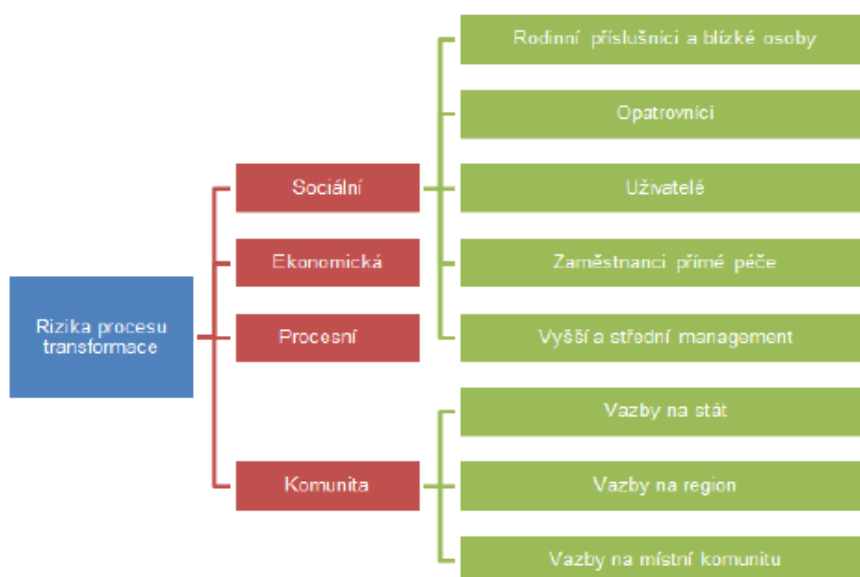 Rodinní příslušníci a blízké osoby
Opatrovníci
Sociální
Uživatelé
Ekonomická
Zaměstnanci přímé péče
Rizika procesu
transformace
Procesní
Vyšší a střední management
Vazby na stát
Komunita
Vazby na region
Vazby na místní komunitu